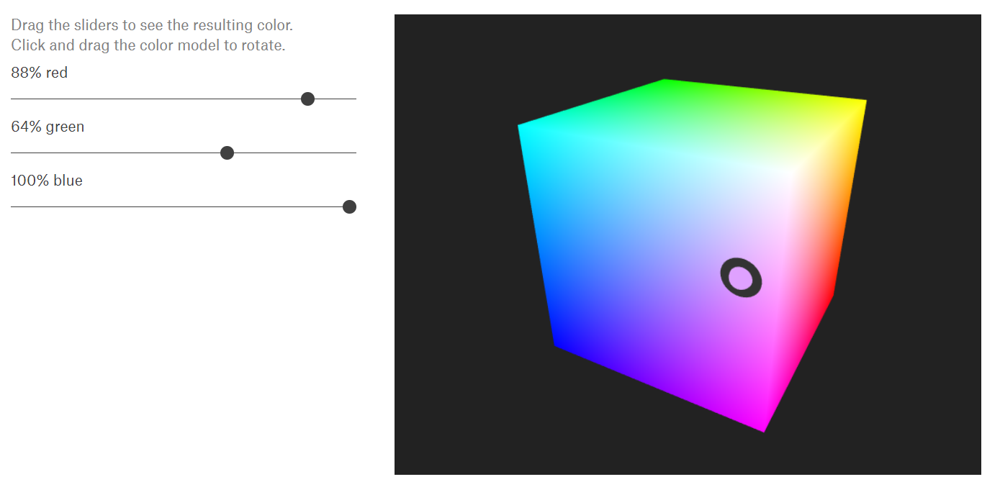 Drag the sliders to see the resulting color.
Click and drag the color model to rotate.
88% red
64% green
100% blue